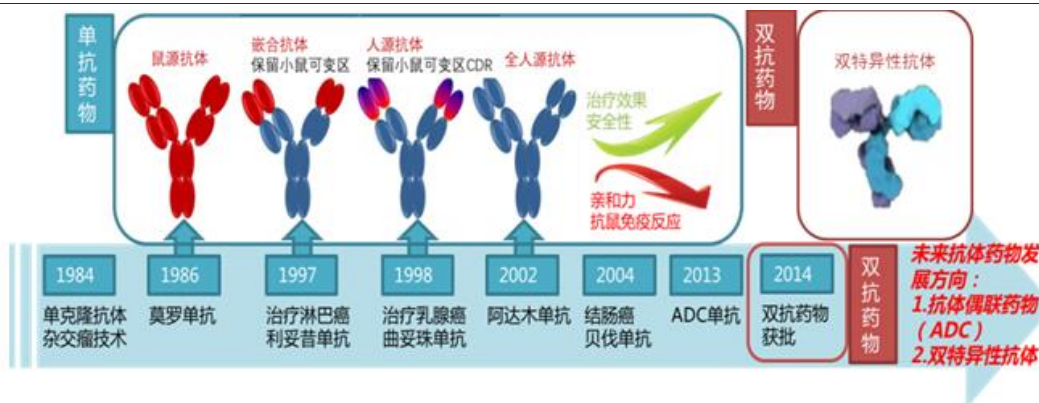 单抗药物
鼠源抗体
嵌合抗体
保留小鼠可变区
人源抗体
保留小鼠可变区CDR
全人源抗体
治疗效果
安全性
亲和力
抗鼠免疫反应
双抗药物
双特异性抗体
1984
单克隆抗体
杂交瘤技术
1986
莫罗单抗
1997
治疗淋巴癌
利妥昔单抗
1998
治疗乳腺癌
曲妥珠单抗
2002
阿达木单抗
2004
结肠癌
贝伐单抗
2013
ADC单抗
2014
双抗药物
获批
双抗药物
未来抗体药物发
展方向：
1.抗体偶联药物
（ADC）
2.双特异性抗体